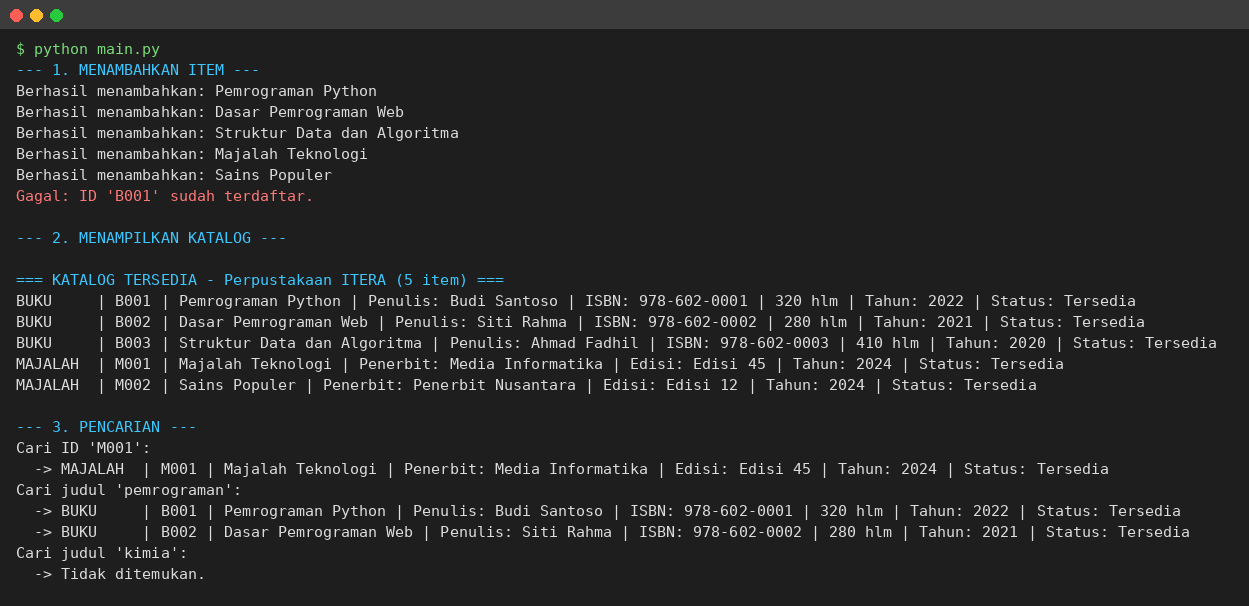 $ python main.py
--- 1. MENAMBAHKAN ITEM ---
Berhasil menambahkan: Pemrograman Python
Berhasil menambahkan: Dasar Pemrograman Web
Berhasil menambahkan: Struktur Data dan Algoritma
Berhasil menambahkan: Majalah Teknologi
Berhasil menambahkan: Sains Populer
Gagal: ID 'B001' sudah terdaftar.

--- 2. MENAMPILKAN KATALOG ---

=== KATALOG TERSEDIA - Perpustakaan ITERA (5 item) ===
BUKU     | B001 | Pemrograman Python | Penulis: Budi Santoso | ISBN: 978-602-0001 | 320 hlm | Tahun: 2022 | Status: Tersedia
BUKU     | B002 | Dasar Pemrograman Web | Penulis: Siti Rahma | ISBN: 978-602-0002 | 280 hlm | Tahun: 2021 | Status: Tersedia
BUKU     | B003 | Struktur Data dan Algoritma | Penulis: Ahmad Fadhil | ISBN: 978-602-0003 | 410 hlm | Tahun: 2020 | Status: Tersedia
MAJALAH  | M001 | Majalah Teknologi | Penerbit: Media Informatika | Edisi: Edisi 45 | Tahun: 2024 | Status: Tersedia
MAJALAH  | M002 | Sains Populer | Penerbit: Penerbit Nusantara | Edisi: Edisi 12 | Tahun: 2024 | Status: Tersedia

--- 3. PENCARIAN ---
Cari ID 'M001':
  -> MAJALAH  | M001 | Majalah Teknologi | Penerbit: Media Informatika | Edisi: Edisi 45 | Tahun: 2024 | Status: Tersedia
Cari judul 'pemrograman':
  -> BUKU     | B001 | Pemrograman Python | Penulis: Budi Santoso | ISBN: 978-602-0001 | 320 hlm | Tahun: 2022 | Status: Tersedia
  -> BUKU     | B002 | Dasar Pemrograman Web | Penulis: Siti Rahma | ISBN: 978-602-0002 | 280 hlm | Tahun: 2021 | Status: Tersedia
Cari judul 'kimia':
  -> Tidak ditemukan.